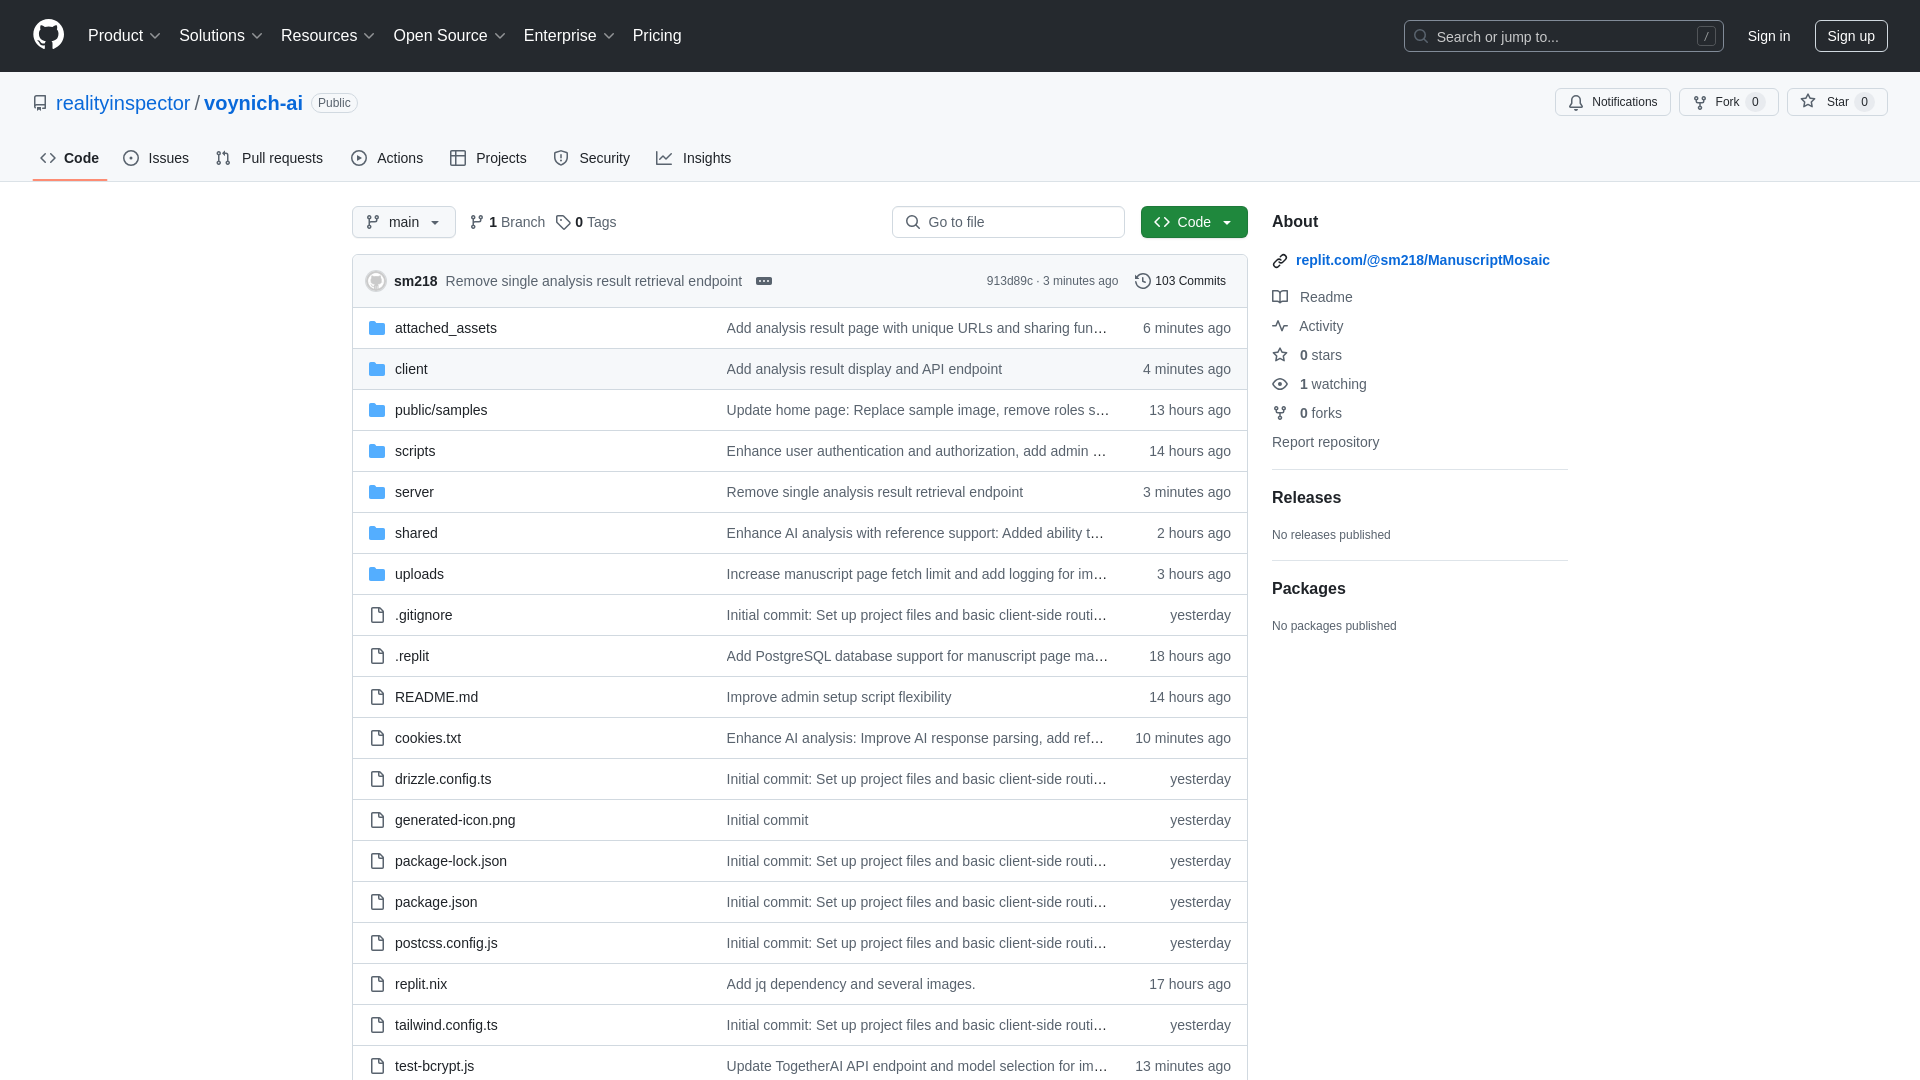 Product Solutions Resources Open Source Enterprise Pricing Search or jump to... / Sign in Sign up
realityinspector / voynich-ai Public Notifications Fork 0 Star 0
Code Issues Pull requests Actions Projects Security Insights
main 1 Branch 0 Tags Go to file Code
sm218 Remove single analysis result retrieval endpoint 913d89c · 3 minutes ago 103 Commits
attached_assets Add analysis result page with unique URLs and sharing fun… 6 minutes ago
client Add analysis result display and API endpoint 4 minutes ago
public/samples Update home page: Replace sample image, remove roles s… 13 hours ago
scripts Enhance user authentication and authorization, add admin … 14 hours ago
server Remove single analysis result retrieval endpoint 3 minutes ago
shared Enhance AI analysis with reference support: Added ability t… 2 hours ago
uploads Increase manuscript page fetch limit and add logging for im… 3 hours ago
.gitignore Initial commit: Set up project files and basic client-side routi… yesterday
.replit Add PostgreSQL database support for manuscript page ma… 18 hours ago
README.md Improve admin setup script flexibility 14 hours ago
cookies.txt Enhance AI analysis: Improve AI response parsing, add ref… 10 minutes ago
drizzle.config.ts Initial commit: Set up project files and basic client-side routi… yesterday
generated-icon.png Initial commit yesterday
package-lock.json Initial commit: Set up project files and basic client-side routi… yesterday
package.json Initial commit: Set up project files and basic client-side routi… yesterday
postcss.config.js Initial commit: Set up project files and basic client-side routi… yesterday
replit.nix Add jq dependency and several images. 17 hours ago
tailwind.config.ts Initial commit: Set up project files and basic client-side routi… yesterday
test-bcrypt.js Update TogetherAI API endpoint and model selection for im… 13 minutes ago
About
replit.com/@sm218/ManuscriptMosaic
Readme
Activity
0 stars
1 watching
0 forks
Report repository
Releases
No releases published
Packages
No packages published